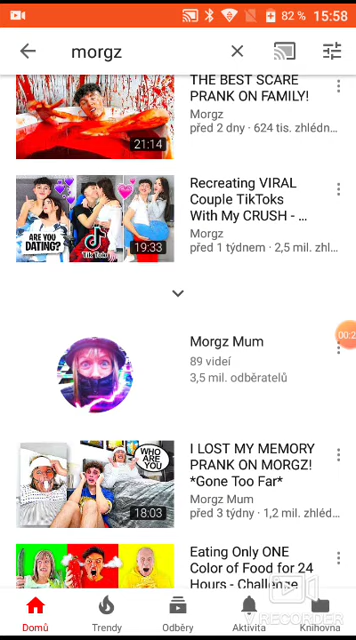 82 % 15:58
morgz
THE BEST SCARE
PRANK ON FAMILY!
Morgz
před 2 dny · 624 tis. zhlédn...
21:14
Recreating VIRAL
Couple TikToks
With My CRUSH - ...
Morgz
před 1 týdnem · 2,5 mil. zhl...
ARE YOU
DATING?
TikTok
19:33
Morgz Mum
89 videí
3,5 mil. odběratelů
00:2
I LOST MY MEMORY
PRANK ON MORGZ!
*Gone Too Far*
Morgz Mum
před 3 týdny · 1,2 mil. zhléd...
WHO
ARE
YOU
18:03
Eating Only ONE
Color of Food for 24
Hours - Challenge
V RECORDER
Domů
Trendy
Odběry
Aktivita
Knihovna